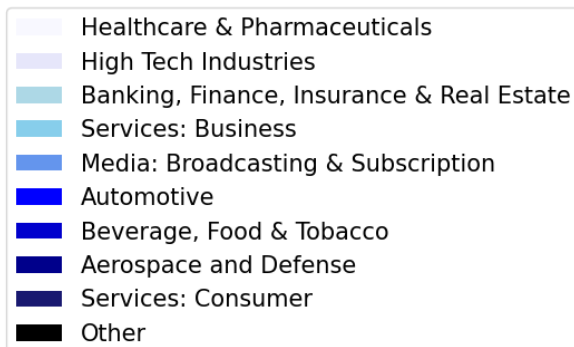 Healthcare & Pharmaceuticals
High Tech Industries
Banking, Finance, Insurance & Real Estate
Services: Business
Media: Broadcasting & Subscription
Automotive
Beverage, Food & Tobacco
Aerospace and Defense
Services: Consumer
Other